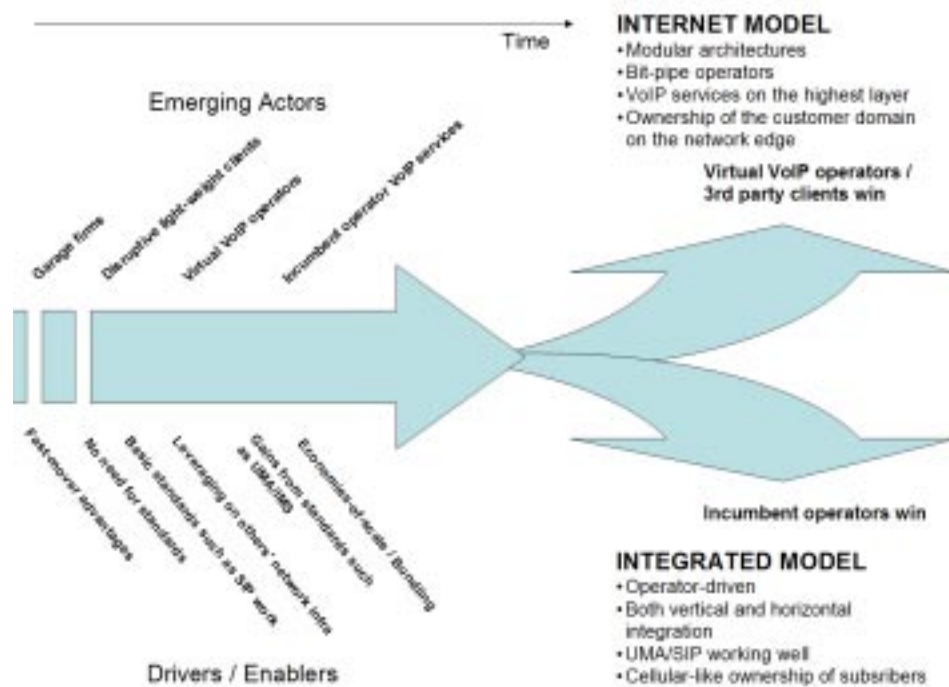 Time
INTERNET MODEL
• Modular architectures
• Bit-pipe operators
• VoIP services on the highest layer
• Ownership of the customer domain
on the network edge
Virtual VoIP operators /
3rd party clients win
Emerging Actors
Garage firms
Disruptive light-weight clients
Virtual VoIP operators
Incumbent operator VoIP services
Fast-mover advantages
No need for standards
Basic standards such as SIP work
Leveraging on others' network infra
Gains from standards such
as UMA/IMS
Economies-of-scale / Bundling
Drivers / Enablers
Incumbent operators win
INTEGRATED MODEL
• Operator-driven
• Both vertical and horizontal
integration
• UMA/SIP working well
• Cellular-like ownership of subsribers